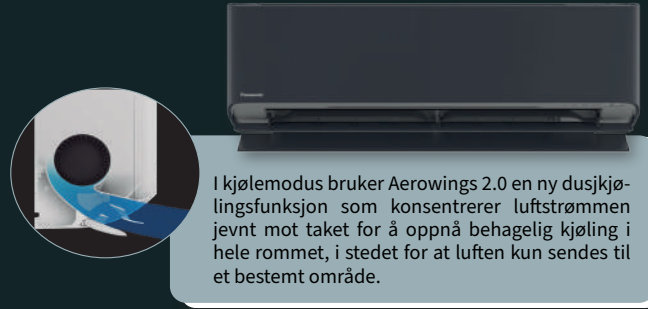 Panasonic
I kjølemodus bruker Aerowings 2.0 en ny dusjkjø-
lingsfunksjon som konsentrerer luftstrømmen
jevnt mot taket for å oppnå behagelig kjøling i
hele rommet, i stedet for at luften kun sendes til
et bestemt område.